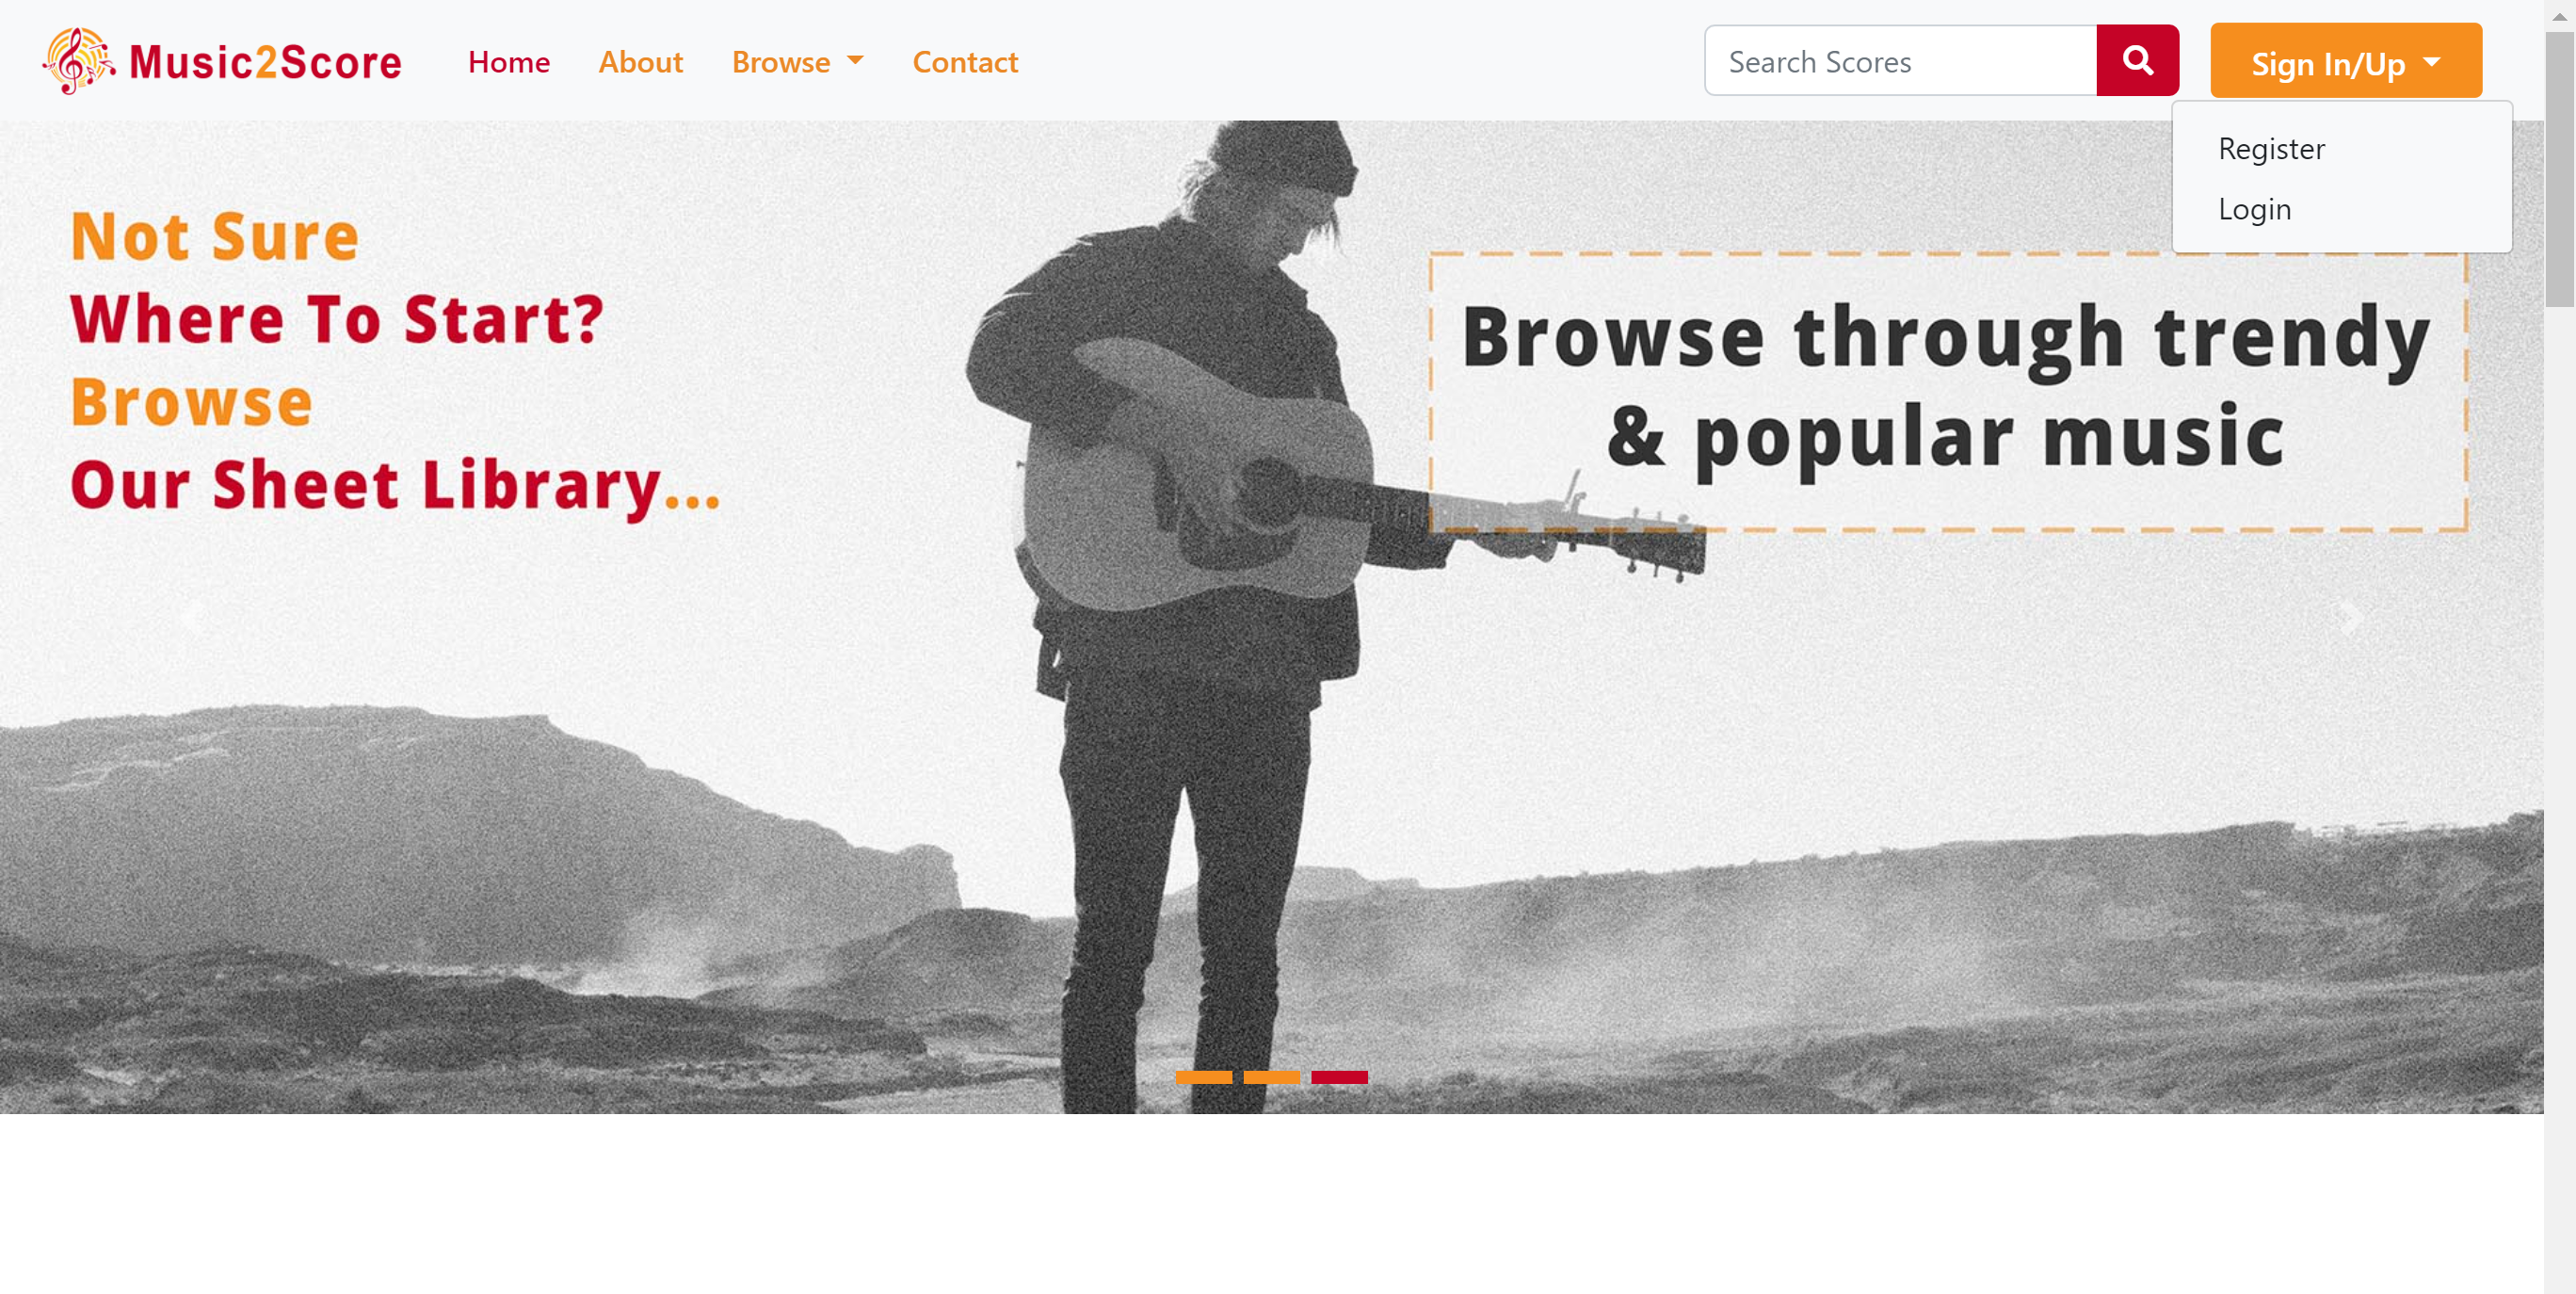 Music2Score
Home
About
Browse
Contact
Search Scores
Sign In/Up
Register
Login
Not Sure
Where To Start?
Browse
Our Sheet Library...
Browse through trendy
& popular music